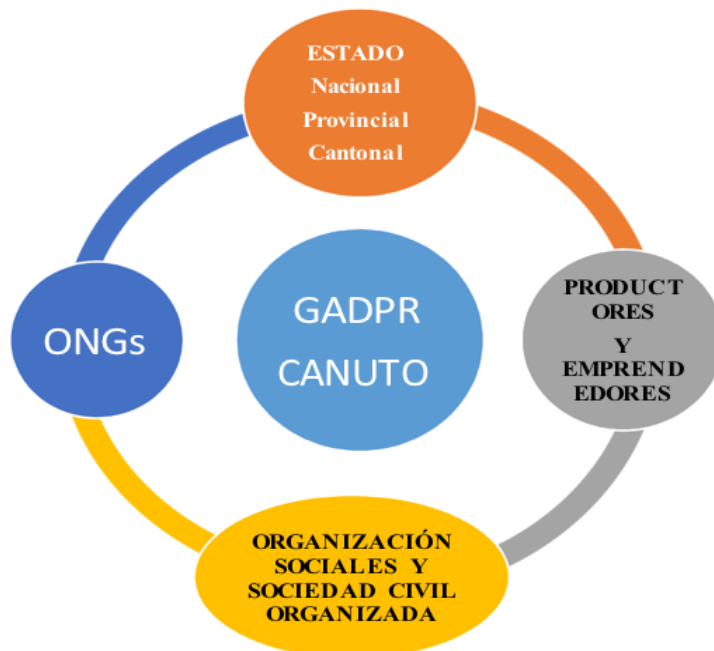 ESTADO
Nacional
Provincial
Cantonal
ONGs
GADPR
CANUTO
PRODUCT
ORES
Y
EMPREND
EDORES
ORGANIZACIÓN
SOCIALES Y
SOCIEDAD CIVIL
ORGANIZADA